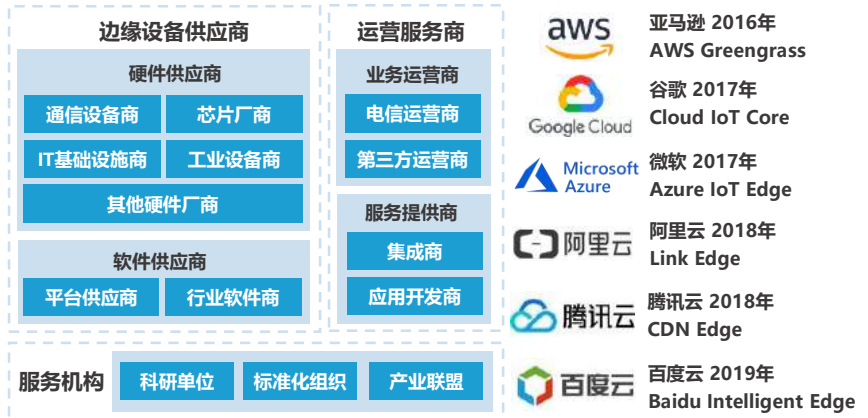 边缘设备供应商
硬件供应商
通信设备商
芯片厂商
IT基础设施商
工业设备商
其他硬件厂商
软件供应商
平台供应商
行业软件商
运营服务商
业务运营商
电信运营商
第三方运营商
服务提供商
集成商
应用开发商
服务机构
科研单位
标准化组织
产业联盟
aws
亚马逊 2016年
AWS Greengrass
Google Cloud
谷歌 2017年
Cloud IoT Core
Microsoft
Azure
微软 2017年
Azure IoT Edge
阿里云
阿里云 2018年
Link Edge
腾讯云
腾讯云 2018年
CDN Edge
百度云
百度云 2019年
Baidu Intelligent Edge